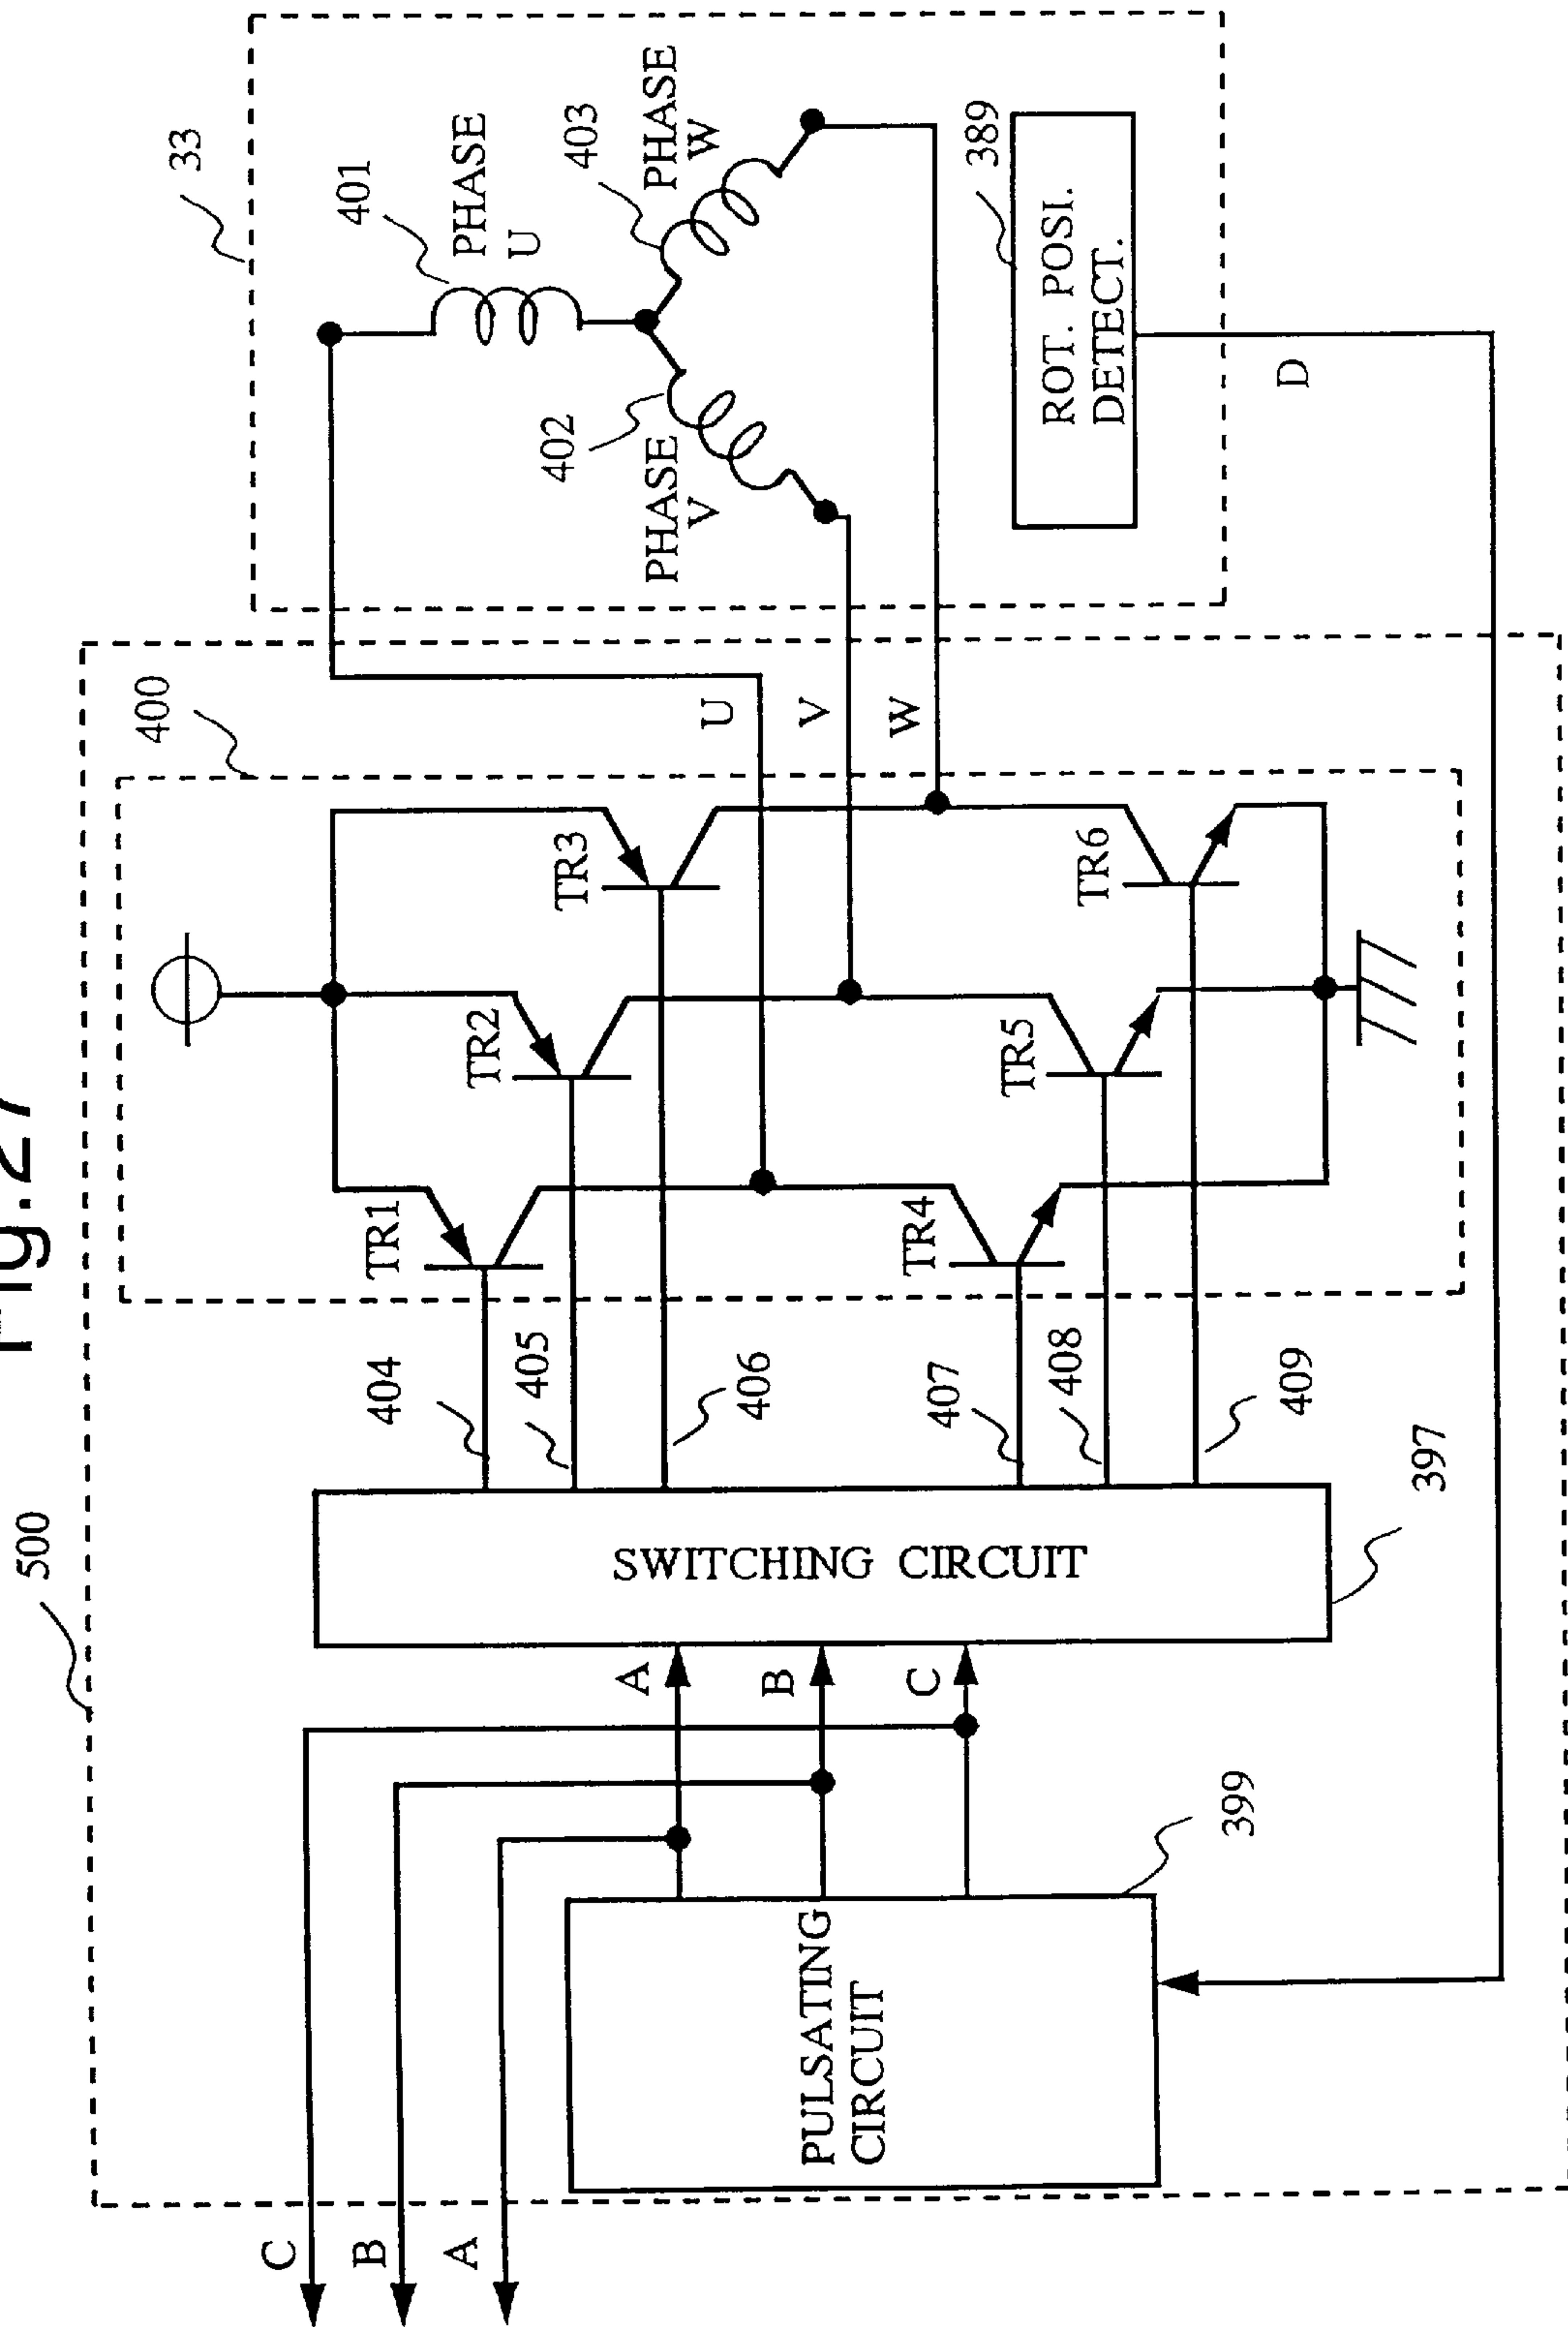 Fig.27
500
400
33
401
PHASE
U
403
PHASE
W
402
PHASE
V
389
ROT. POSI.
DETECT.
D
U
V
W
TR1
TR2
TR3
TR4
TR5
TR6
404
405
406
407
408
409
SWITCHING CIRCUIT
397
A
B
C
PULSATING
CIRCUIT
399
C
B
A